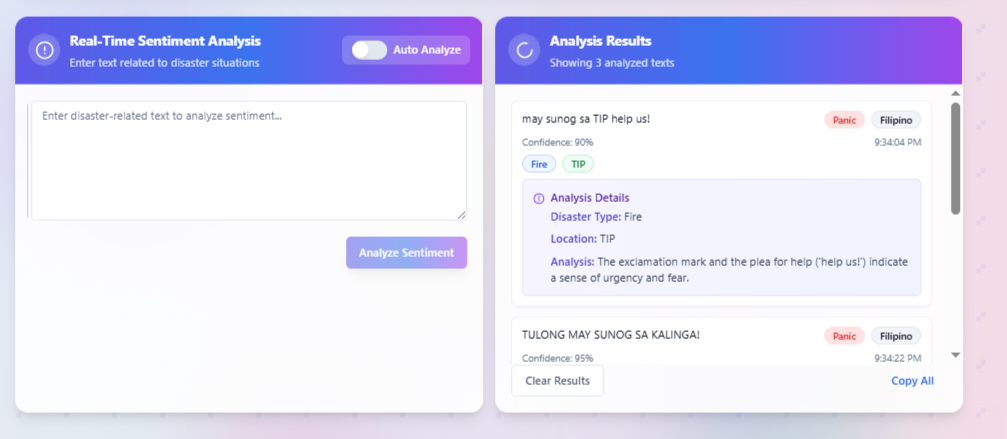 Real-Time Sentiment Analysis
Enter text related to disaster situations
Auto Analyze
Enter disaster-related text to analyze sentiment...
Analyze Sentiment
Analysis Results
Showing 3 analyzed texts
may sunog sa TIP help us!
Panic
Filipino
Confidence: 90%
9:34:04 PM
Fire
TIP
Analysis Details
Disaster Type: Fire
Location: TIP
Analysis: The exclamation mark and the plea for help ('help us!') indicate
a sense of urgency and fear.
TULONG MAY SUNOG SA KALINGA!
Panic
Filipino
Confidence: 95%
9:34:22 PM
Clear Results
Copy All